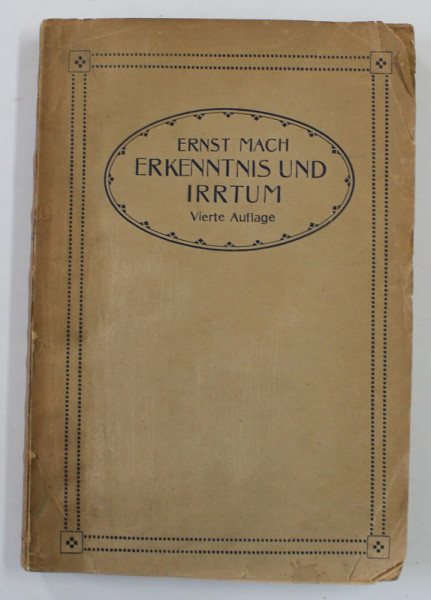 ERNST MACH
ERKENNTNIS UND
IRRTUM
Vierte Auflage